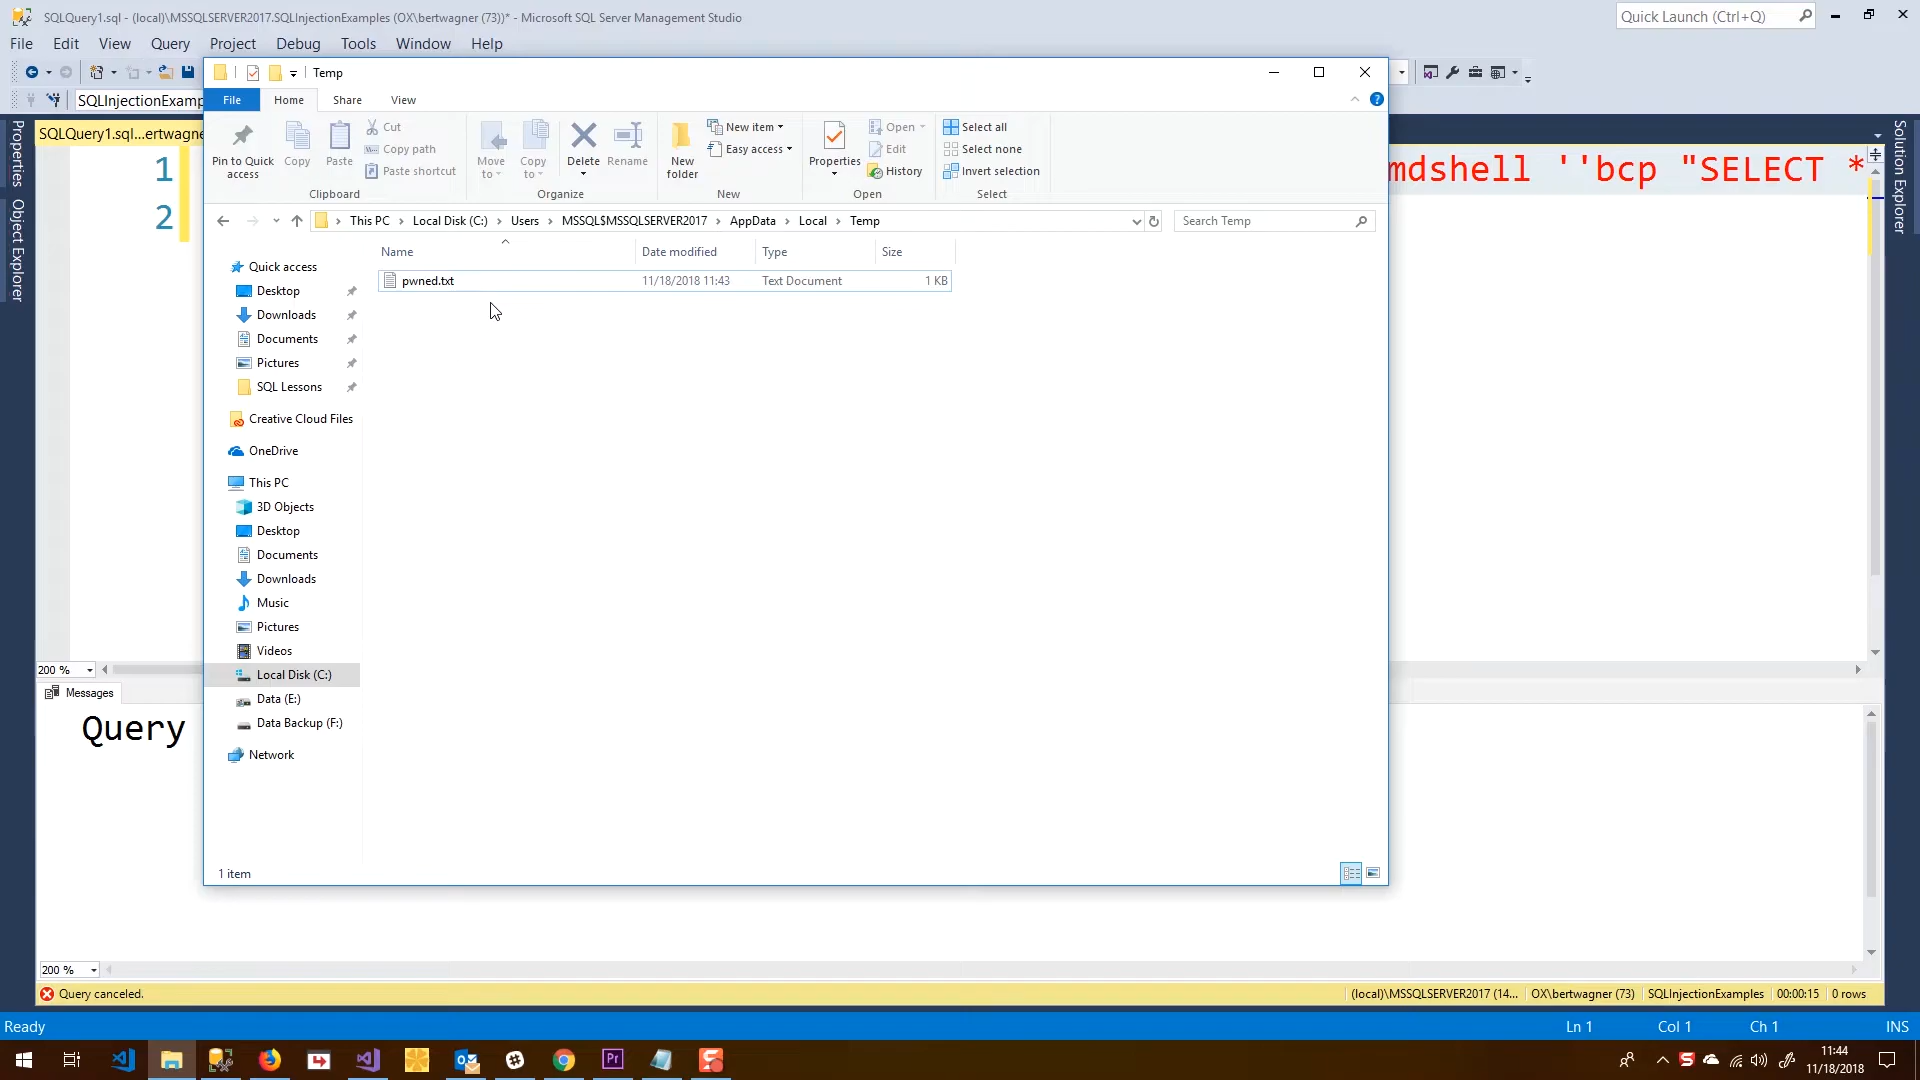 SQLQuery1.sql - (local)\MSSQLSERVER2017.SQLInjectionExamples (OX\bertwagner (73))* - Microsoft SQL Server Management Studio
Quick Launch (Ctrl+Q)
File Edit View Query Project Debug Tools Window Help
Temp
SQLInjectionExamp
File Home Share View
SQLQuery1.sql...ertwagne
Properties
Object Explorer
Solution Explorer
1
2
mdshell ''bcp "SELECT *
Pin to Quick access
Copy
Paste
Cut
Copy path
Paste shortcut
Clipboard
Move to
Copy to
Delete
Rename
Organize
New folder
New item
Easy access
New
Properties
Open
Edit
History
Open
Select all
Select none
Invert selection
Select
This PC > Local Disk (C:) > Users > MSSQL$MSSQLSERVER2017 > AppData > Local > Temp
Search Temp
Name Date modified Type Size
pwned.txt 11/18/2018 11:43 Text Document 1 KB
Quick access
Desktop
Downloads
Documents
Pictures
SQL Lessons
Creative Cloud Files
OneDrive
This PC
3D Objects
Desktop
Documents
Downloads
Music
Pictures
Videos
Local Disk (C:)
Data (E:)
Data Backup (F:)
Network
1 item
200 %
Messages
Query
200 %
Query canceled.
(local)\MSSQLSERVER2017 (14... OX\bertwagner (73) SQLInjectionExamples 00:00:15 0 rows
Ready
Ln 1 Col 1 Ch 1 INS
Pr
11:44
11/18/2018